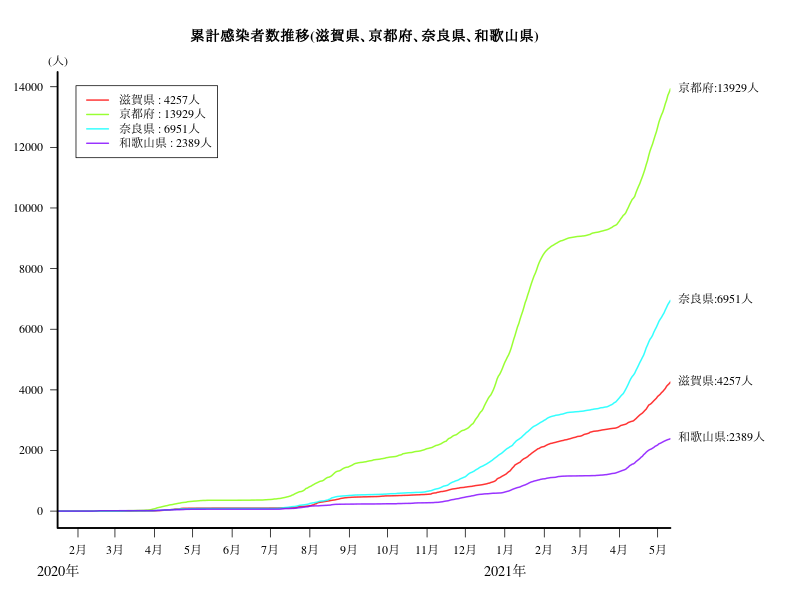 累計感染者数推移(滋賀県、京都府、奈良県、和歌山県)
(人)
14000
12000
10000
8000
6000
4000
2000
0
滋賀県 : 4257人
京都府 : 13929人
奈良県 : 6951人
和歌山県 : 2389人
京都府:13929人
奈良県:6951人
滋賀県:4257人
和歌山県:2389人
2月 3月 4月 5月 6月 7月 8月 9月 10月 11月 12月 1月 2月 3月 4月 5月
2020年 2021年